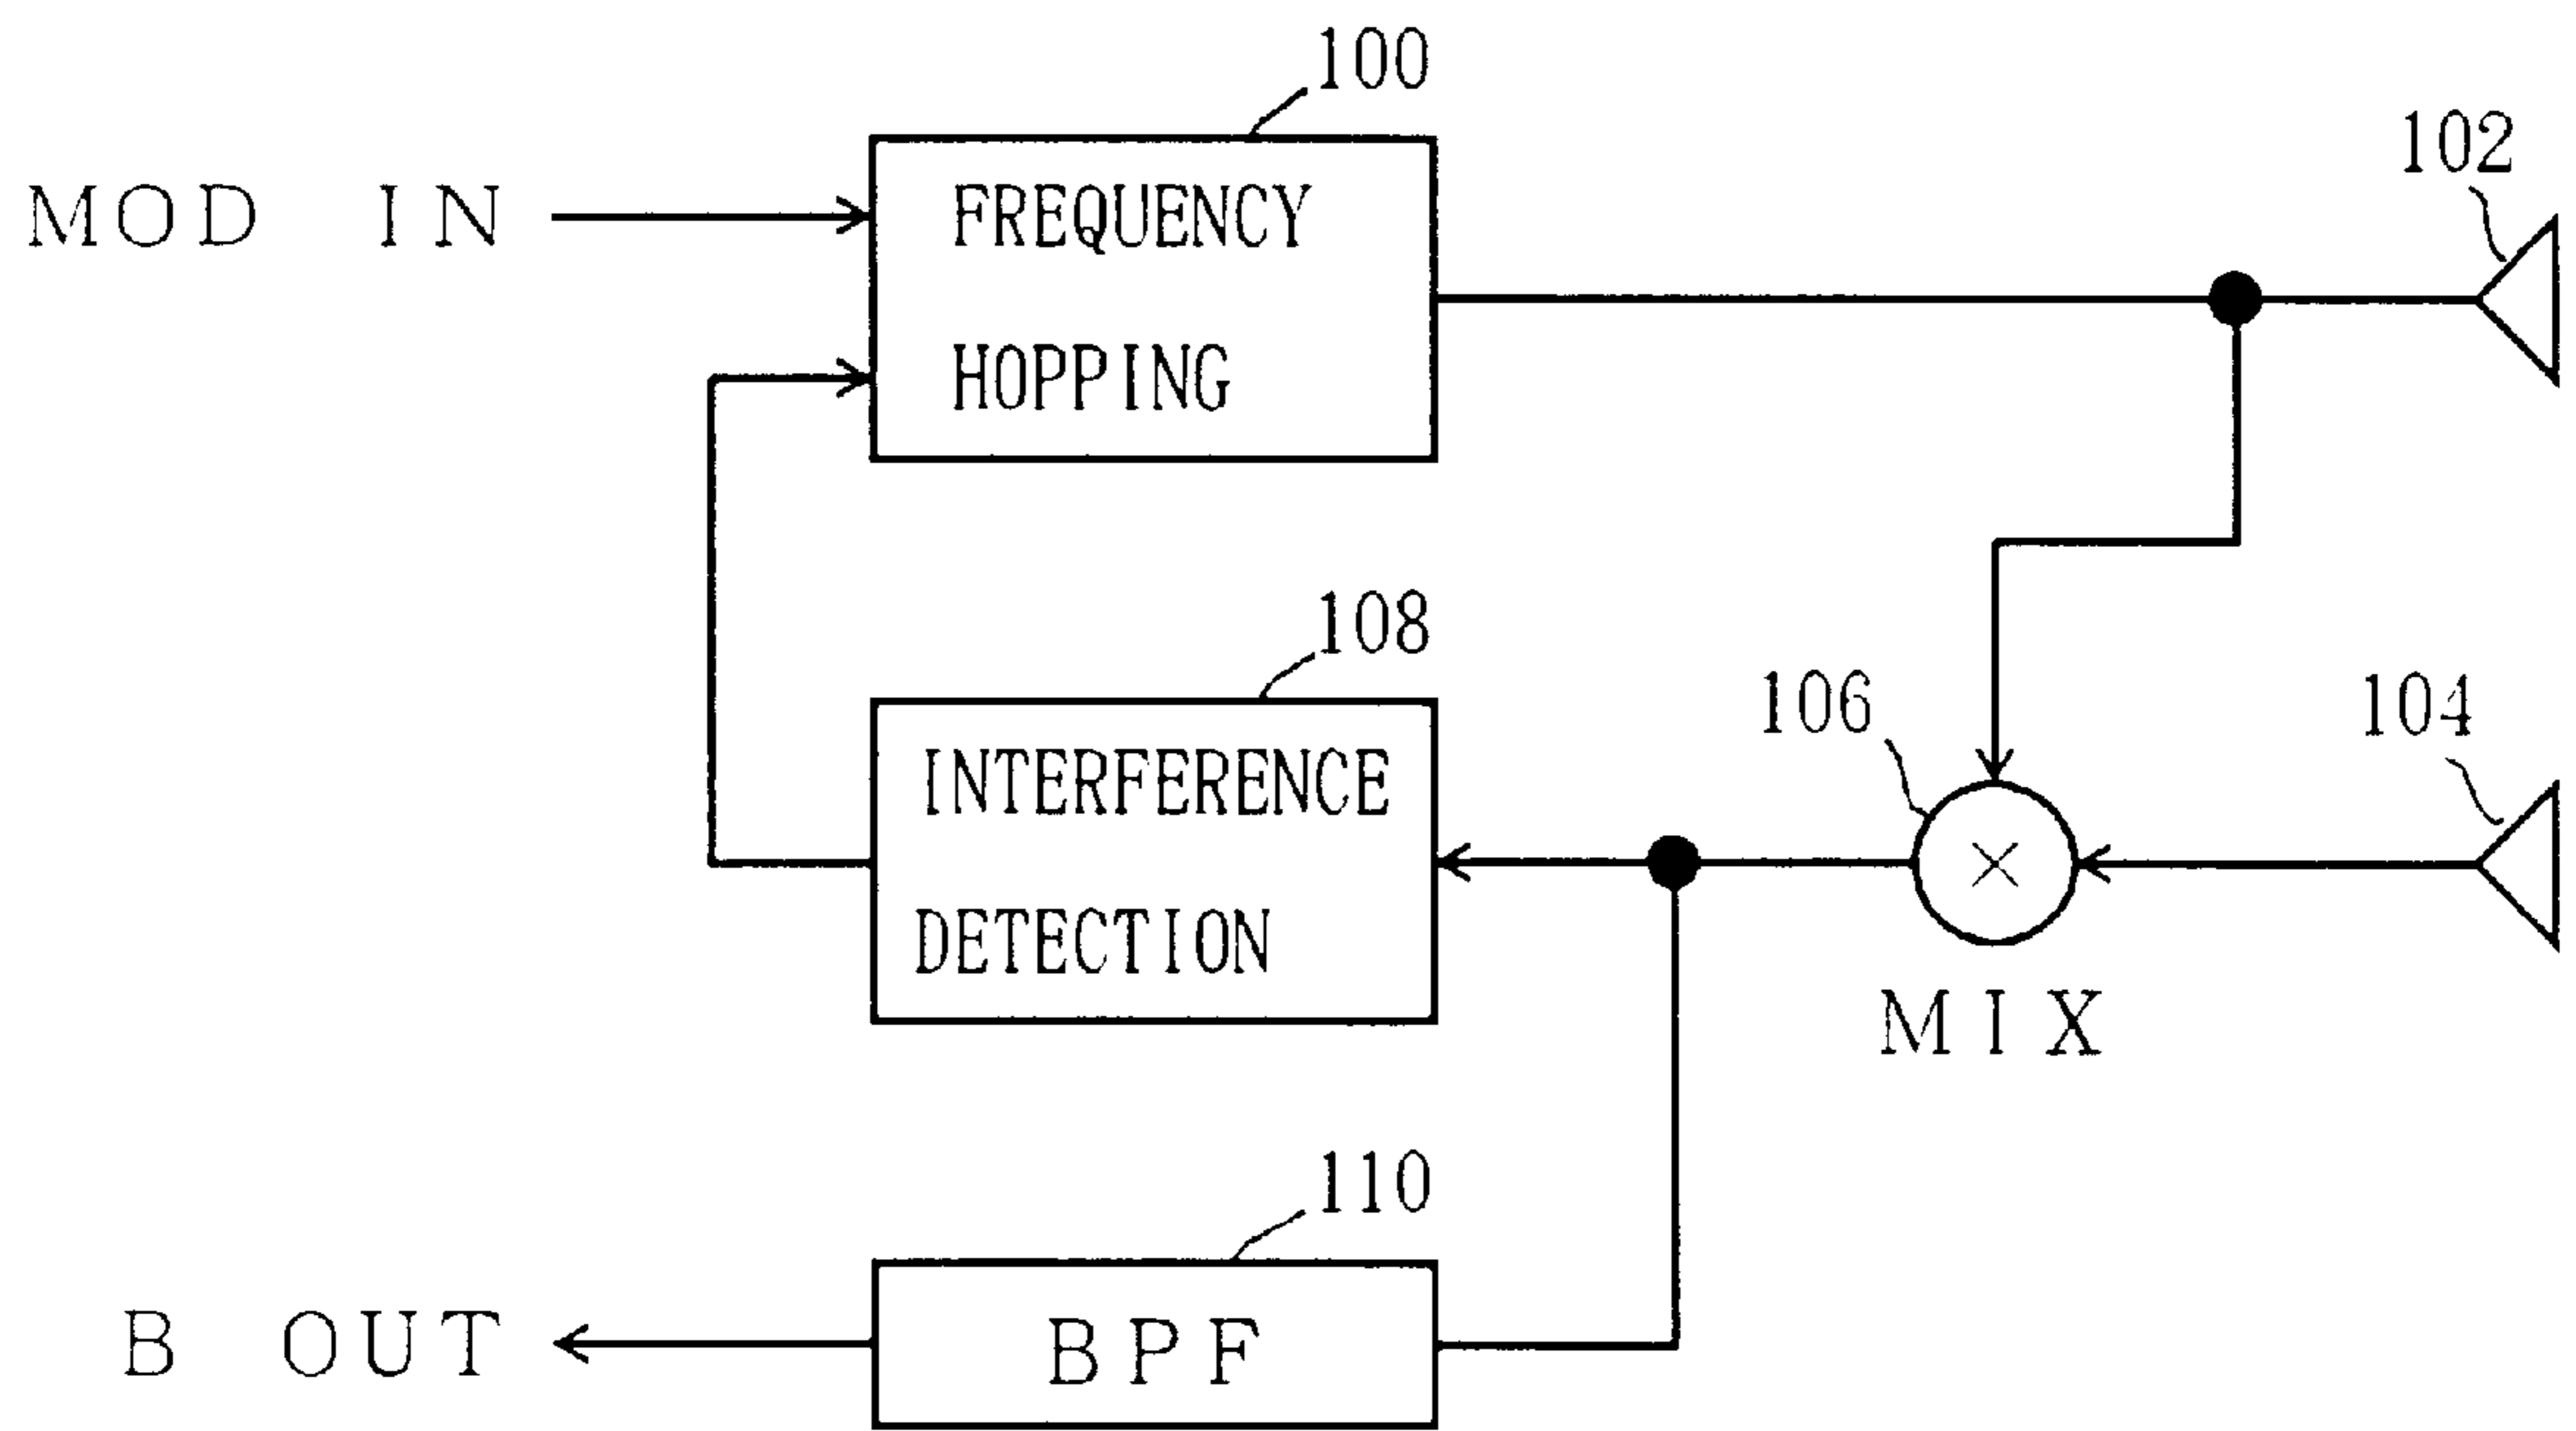 100
102
MOD IN
FREQUENCY
HOPPING
108
106
104
INTERFERENCE
DETECTION
MIX
110
B OUT
BPF